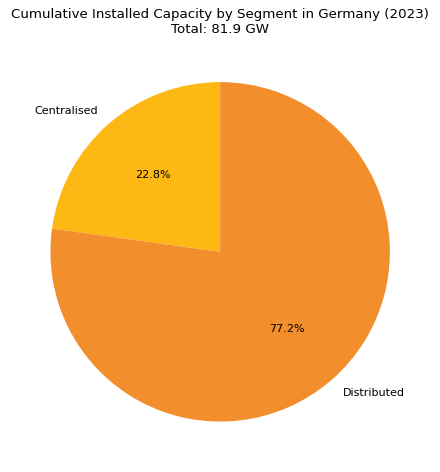 Cumulative Installed Capacity by Segment in Germany (2023)
Total: 81.9 GW
Centralised
22.8%
77.2%
Distributed